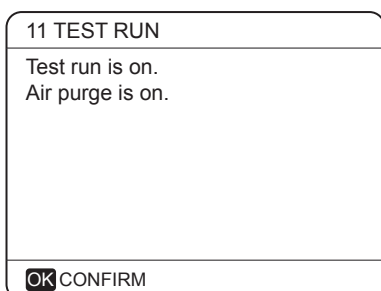 11 TEST RUN
Test run is on.
Air purge is on.
OK CONFIRM